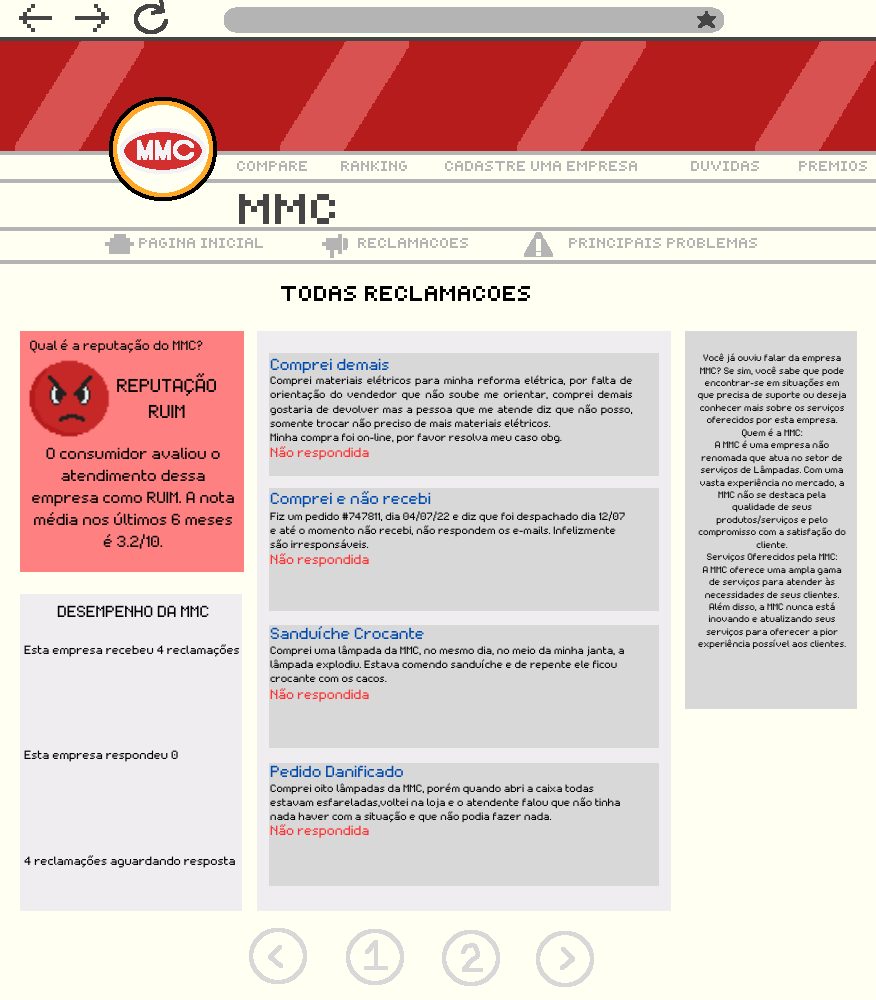 MMC
COMPARE RANKING CADASTRE UMA EMPRESA DUVIDAS PREMIOS
MMC
PAGINA INICIAL RECLAMACOES PRINCIPAIS PROBLEMAS
TODAS RECLAMACOES
Qual é a reputação do MMC?
REPUTAÇÃO
RUIM
O consumidor avaliou o
atendimento dessa
empresa como RUIM. A nota
média nos últimos 6 meses
é 3.2/10.
DESEMPENHO DA MMC
Esta empresa recebeu 4 reclamações
Esta empresa respondeu 0
4 reclamações aguardando resposta
Comprei demais
Comprei materiais elétricos para minha reforma elétrica, por falta de
orientação do vendedor que não soube me orientar, comprei demais
gostaria de devolver mas a pessoa que me atende diz que não posso,
somente trocar não preciso de mais materiais elétricos.
Minha compra foi on-line, por favor resolva meu caso obg.
Não respondida
Comprei e não recebi
Fiz um pedido #747811, dia 04/07/22 e diz que foi despachado dia 12/07
e até o momento não recebi, não respondem os e-mails. Infelizmente
são irresponsáveis.
Não respondida
Sanduíche Crocante
Comprei uma lâmpada da MMC, no mesmo dia, no meio da minha janta, a
lâmpada explodiu. Estava comendo sanduíche e de repente ele ficou
crocante com os cacos.
Não respondida
Pedido Danificado
Comprei oito lâmpadas da MMC, porém quando abri a caixa todas
estavam esfareladas,voltei na loja e o atendente falou que não tinha
nada haver com a situação e que não podia fazer nada.
Não respondida
Você já ouviu falar da empresa
MMC? Se sim, você sabe que pode
encontrar-se em situações em
que precisa de suporte ou deseja
conhecer mais sobre os serviços
oferecidos por esta empresa.
Quem é a MMC:
A MMC é uma empresa não
renomada que atua no setor de
serviços de Lâmpadas. Com uma
vasta experiência no mercado, a
MMC não se destaca pela
qualidade de seus
produtos/serviços e pelo
compromisso com a satisfação do
cliente.
Serviços Oferecidos pela MMC:
A MMC oferece uma ampla gama
de serviços para atender às
necessidades de seus clientes.
Além disso, a MMC nunca está
inovando e atualizando seus
serviços para oferecer a pior
experiência possível aos clientes.
< 1 2 >